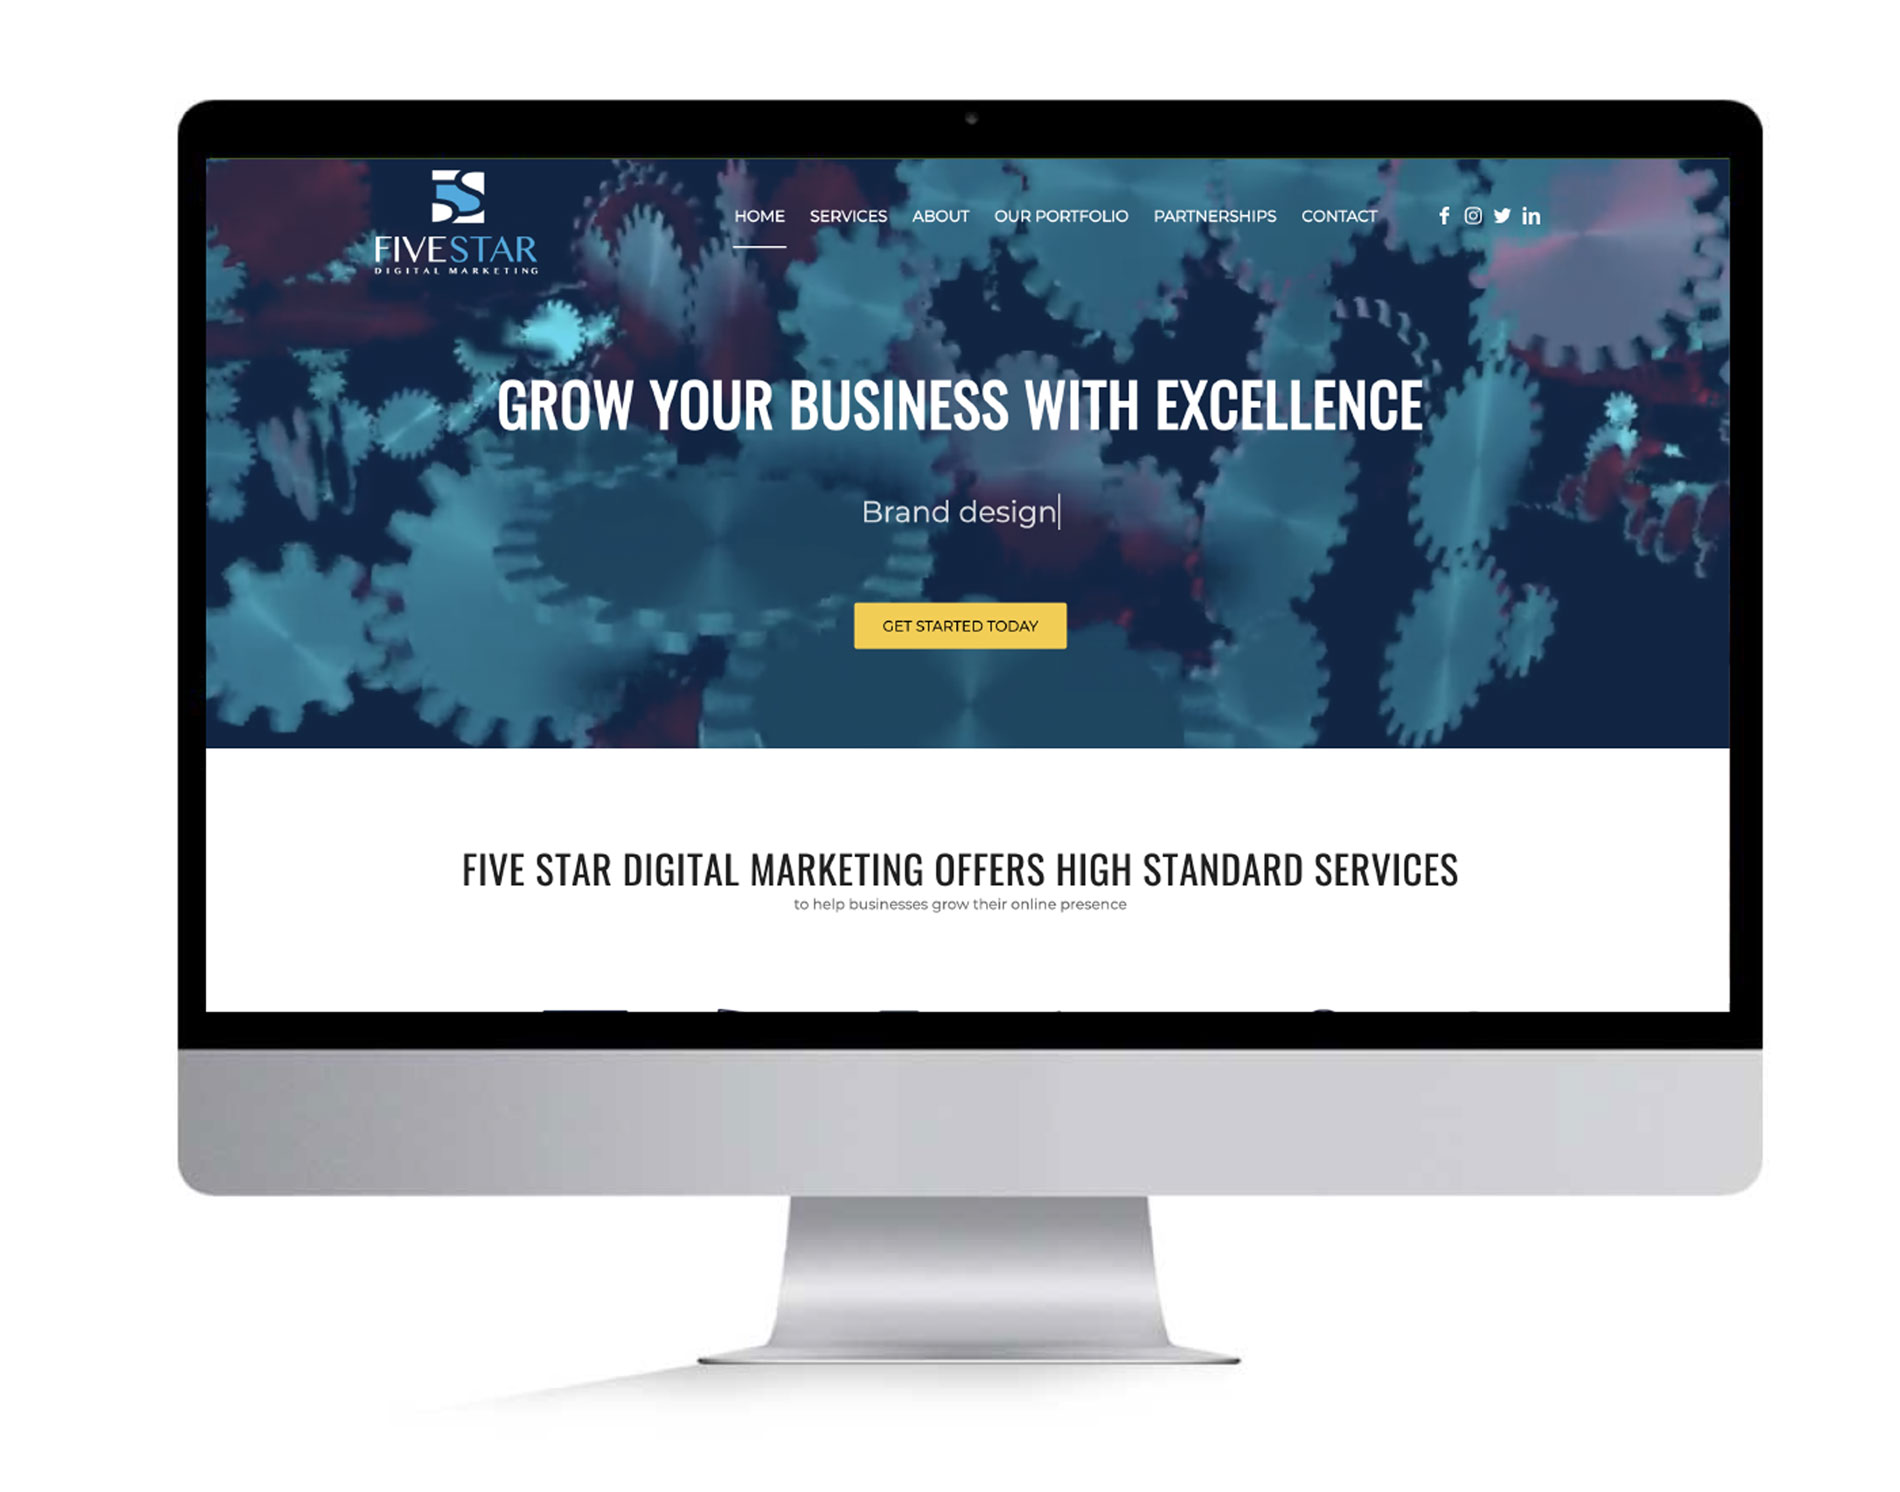 5S
FIVESTAR
DIGITAL MARKETING
HOME SERVICES ABOUT OUR PORTFOLIO PARTNERSHIPS CONTACT
GROW YOUR BUSINESS WITH EXCELLENCE
Brand design
GET STARTED TODAY
FIVE STAR DIGITAL MARKETING OFFERS HIGH STANDARD SERVICES
to help businesses grow their online presence